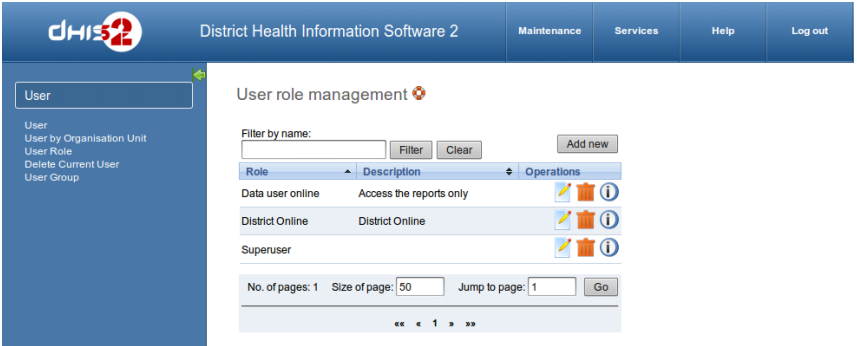 dHIS2
District Health Information Software 2
Maintenance
Services
Help
Log out
User
User
User by Organisation Unit
User Role
Delete Current User
User Group
User role management
Filter by name:
Filter
Clear
Add new
Role
Description
Operations
Data user online
Access the reports only
District Online
District Online
Superuser
No. of pages: 1
Size of page: 50
Jump to page: 1
Go
«« « 1 » »»